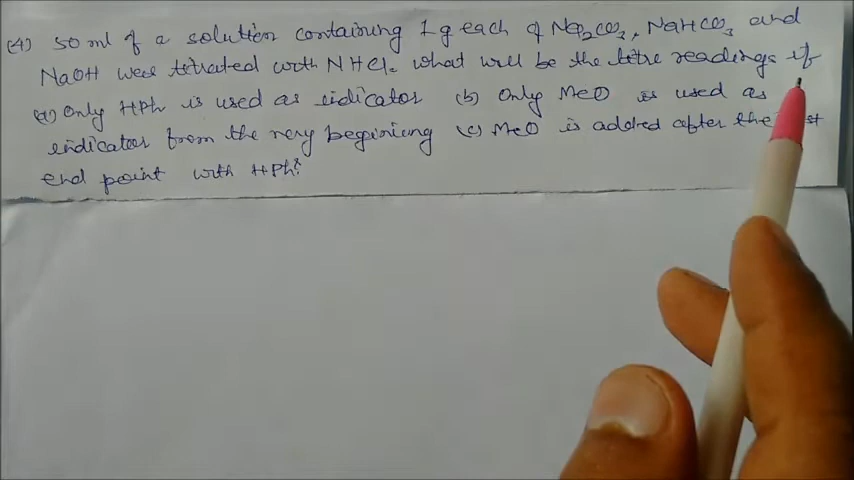 (4) 50 ml of a solution containing 1 g each of Na2CO3, NaHCO3 and
NaOH were titrated with NHCl. What will be the titre readings if
(a) Only HPh is used as indicator (b) Only MeO is used as
indicator from the very beginning (c) MeO is added after the st
end point with HPh?